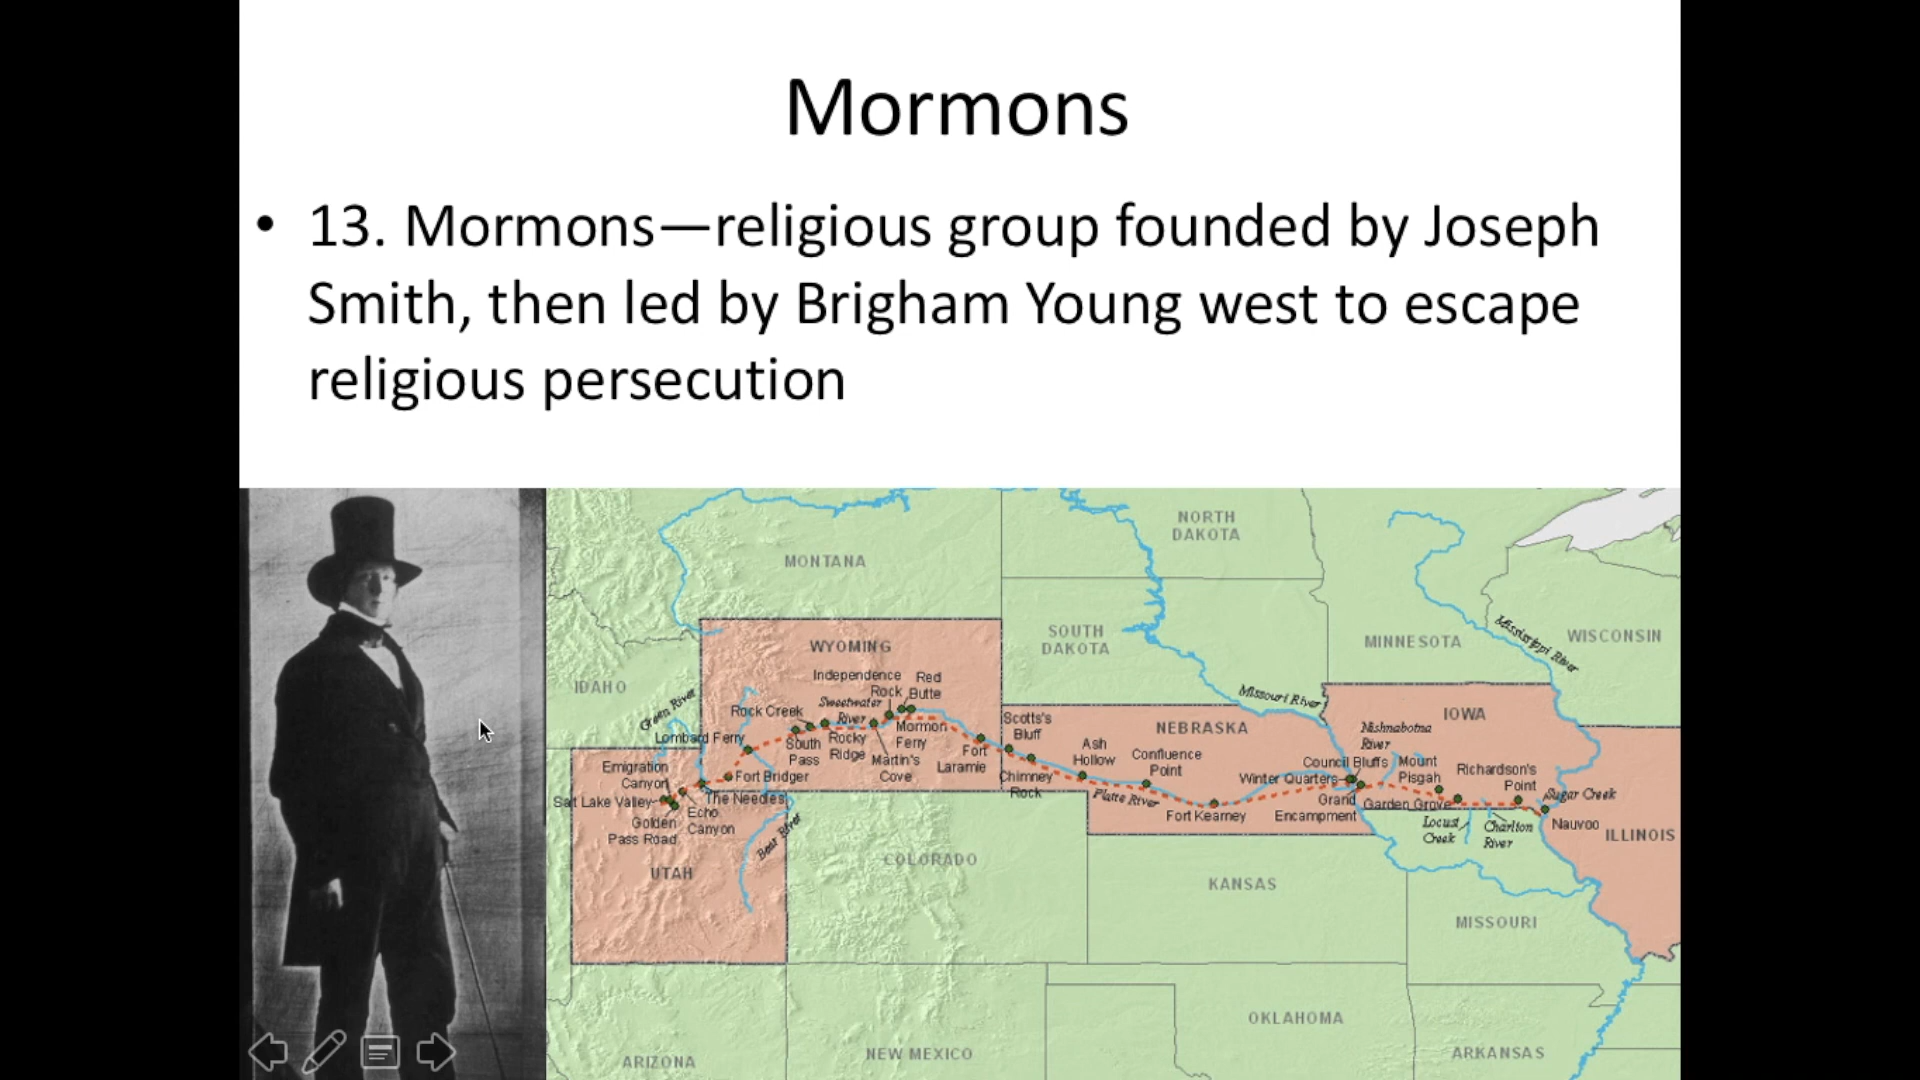 Mormons
• 13. Mormons—religious group founded by Joseph
Smith, then led by Brigham Young west to escape
religious persecution
NORTH
DAKOTA
MONTANA
SOUTH
DAKOTA
MINNESOTA
WISCONSIN
Mississippi River
WYOMING
IDAHO
Green River
Independence
Rock
Red
Butte
Rock Creek
Sweetwater
River
Missouri River
IOWA
NEBRASKA
Scotts's
Bluff
Nishnabotna
River
Lombard Ferry
South
Pass
Rocky
Ridge
Martin's
Cove
Mormon
Ferry
Fort
Laramie
Ash
Hollow
Confluence
Point
Council Bluffs
Mount
Pisgah
Richardson's
Point
Emigration
Canyon
Fort Bridger
Chimney
Rock
Winter Quarters
Sugar Creek
Salt Lake Valley
The Needles
Platte River
Grand
Encampment
Garden Grove
Echo
Canyon
Golden
Pass Road
Fort Kearney
Locust
Creek
Charlton
River
Nauvoo
ILLINOIS
Bear River
UTAH
COLORADO
KANSAS
MISSOURI
OKLAHOMA
ARIZONA
NEW MEXICO
ARKANSAS